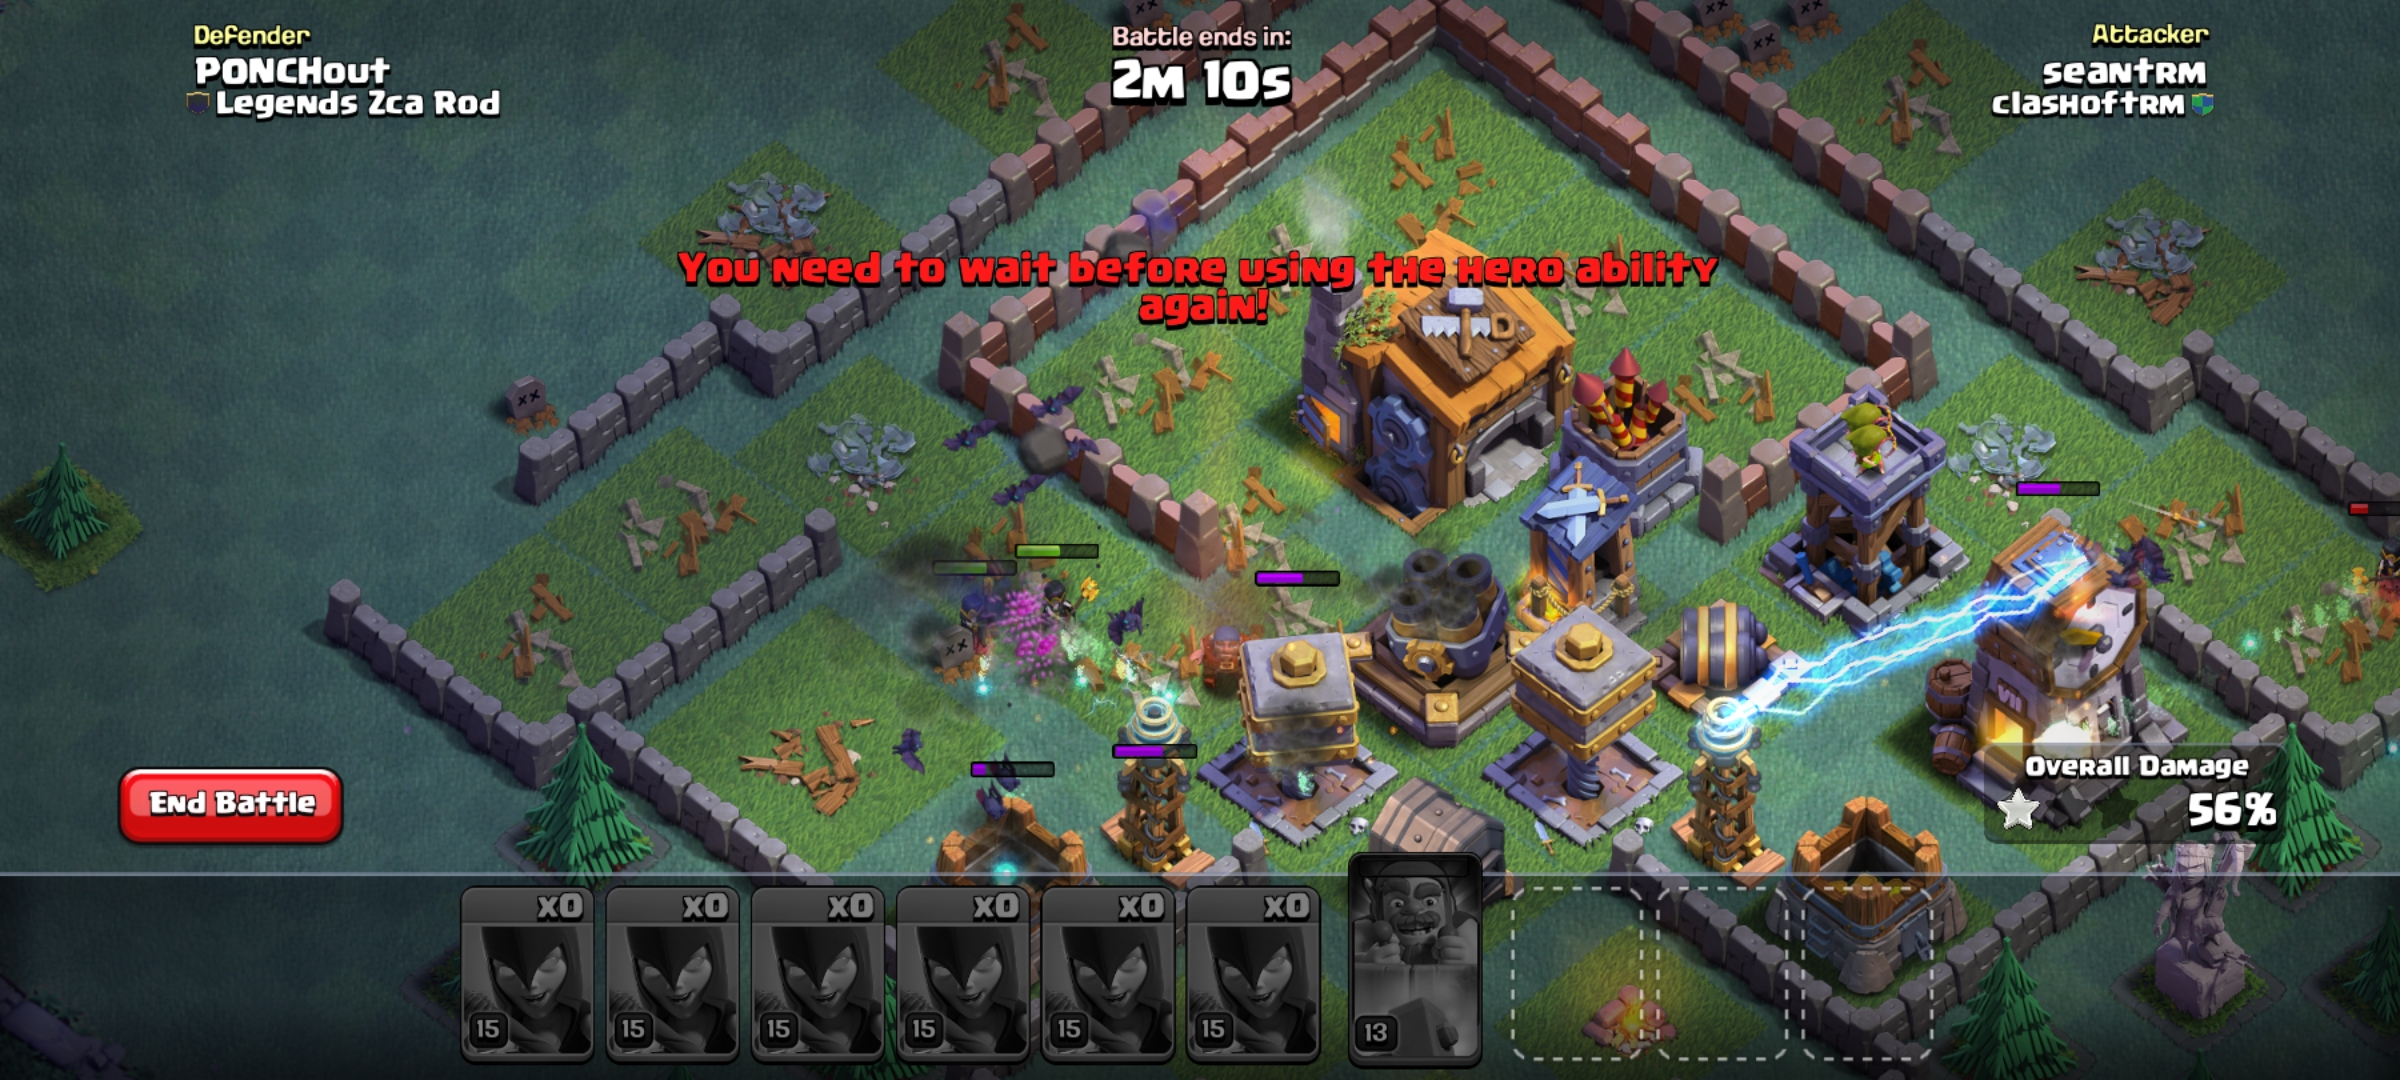 Defender
PONCHout
Legends Zca Rod
Battle ends in:
2m 10s
Attacker
seantrm
clashoftrm
You need to wait before using the hero ability
again!
VII
End Battle
Overall Damage
56%
x0
x0
x0
x0
x0
x0
15
15
15
15
15
15
13